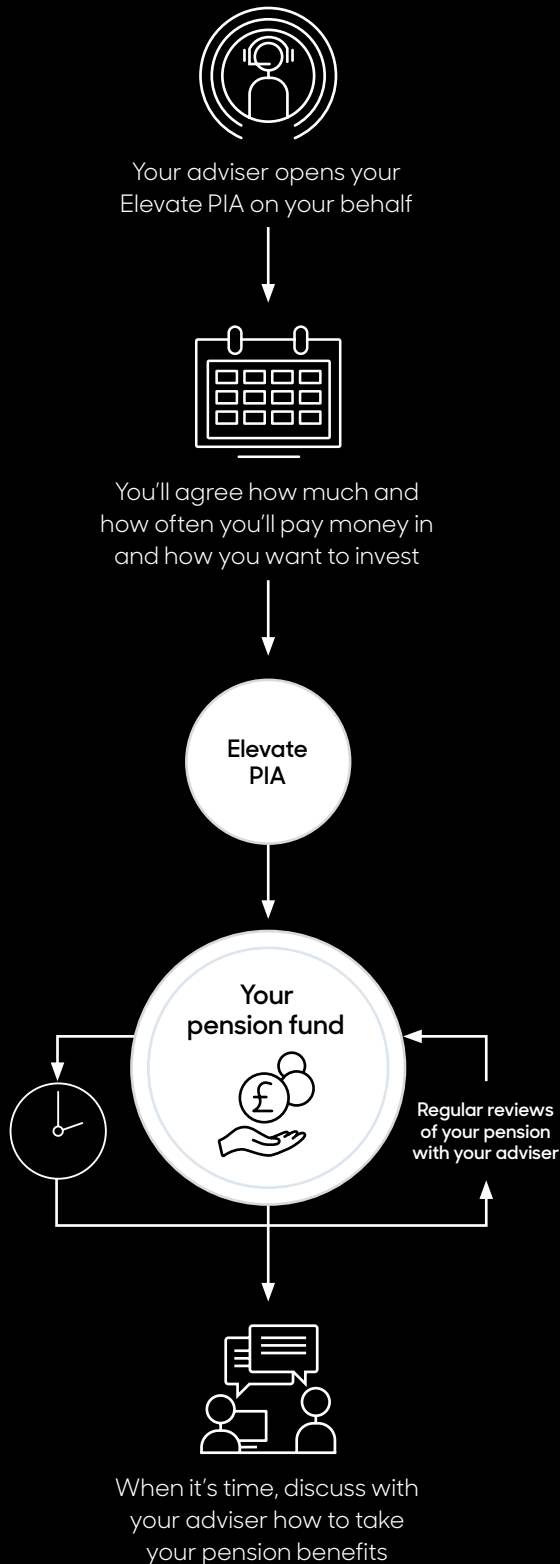 Your adviser opens your
Elevate PIA on your behalf
You'll agree how much and
how often you'll pay money in
and how you want to invest
Elevate
PIA
Your
pension fund
£
Regular reviews
of your pension
with your adviser
When it's time, discuss with
your adviser how to take
your pension benefits